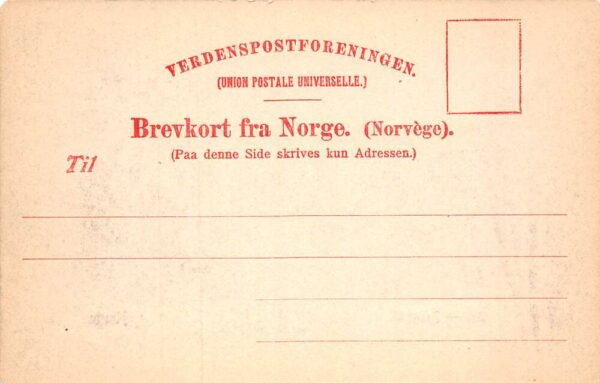 VERDENSPOSTFORENINGEN.
(UNION POSTALE UNIVERSELLE.)
Brevkort fra Norge. (Norvège).
(Paa denne Side skrives kun Adressen.)
Til